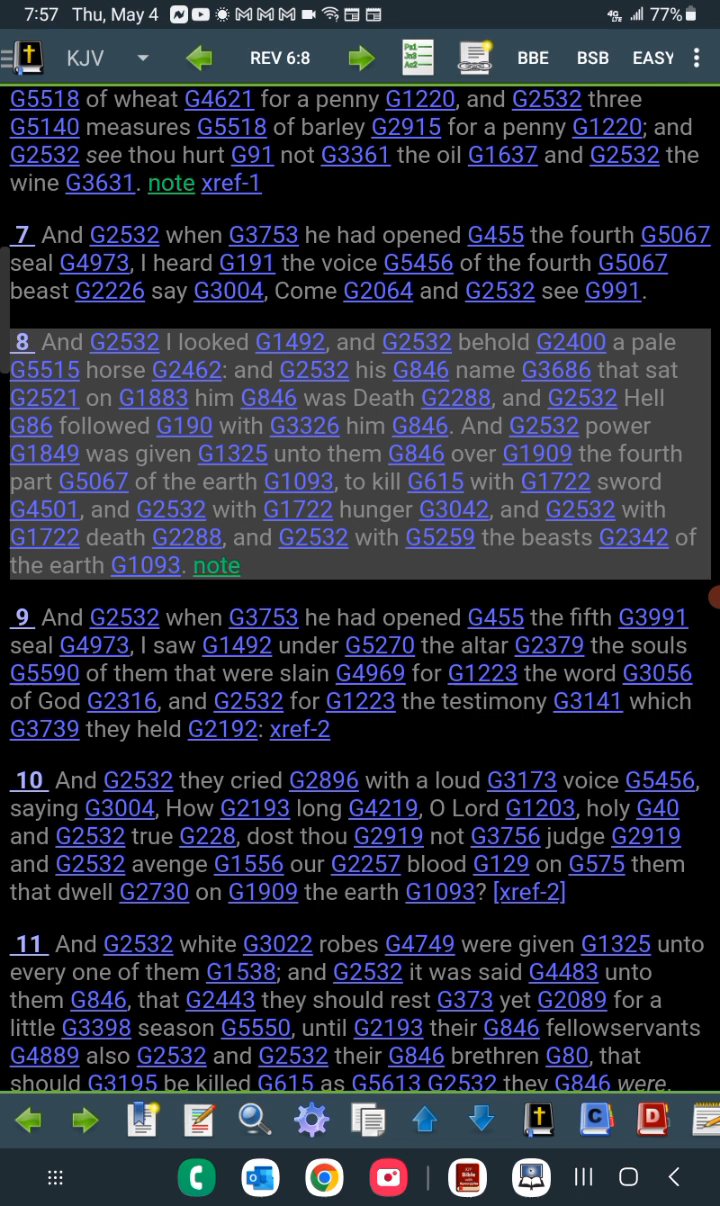 7:57 Thu, May 4 77%
KJV REV 6:8 BBE BSB EASY
G5518 of wheat G4621 for a penny G1220, and G2532 three
G5140 measures G5518 of barley G2915 for a penny G1220; and
G2532 see thou hurt G91 not G3361 the oil G1637 and G2532 the
wine G3631. note xref-1
7 And G2532 when G3753 he had opened G455 the fourth G5067
seal G4973, I heard G191 the voice G5456 of the fourth G5067
beast G2226 say G3004, Come G2064 and G2532 see G991.
8 And G2532 I looked G1492, and G2532 behold G2400 a pale
G5515 horse G2462: and G2532 his G846 name G3686 that sat
G2521 on G1883 him G846 was Death G2288, and G2532 Hell
G86 followed G190 with G3326 him G846. And G2532 power
G1849 was given G1325 unto them G846 over G1909 the fourth
part G5067 of the earth G1093, to kill G615 with G1722 sword
G4501, and G2532 with G1722 hunger G3042, and G2532 with
G1722 death G2288, and G2532 with G5259 the beasts G2342 of
the earth G1093. note
9 And G2532 when G3753 he had opened G455 the fifth G3991
seal G4973, I saw G1492 under G5270 the altar G2379 the souls
G5590 of them that were slain G4969 for G1223 the word G3056
of God G2316, and G2532 for G1223 the testimony G3141 which
G3739 they held G2192: xref-2
10 And G2532 they cried G2896 with a loud G3173 voice G5456,
saying G3004, How G2193 long G4219, O Lord G1203, holy G40
and G2532 true G228, dost thou G2919 not G3756 judge G2919
and G2532 avenge G1556 our G2257 blood G129 on G575 them
that dwell G2730 on G1909 the earth G1093? [xref-2]
11 And G2532 white G3022 robes G4749 were given G1325 unto
every one of them G1538; and G2532 it was said G4483 unto
them G846, that G2443 they should rest G373 yet G2089 for a
little G3398 season G5550, until G2193 their G846 fellowservants
G4889 also G2532 and G2532 their G846 brethren G80, that
should G3195 be killed G615 as G5613 G2532 they G846 were,
C D